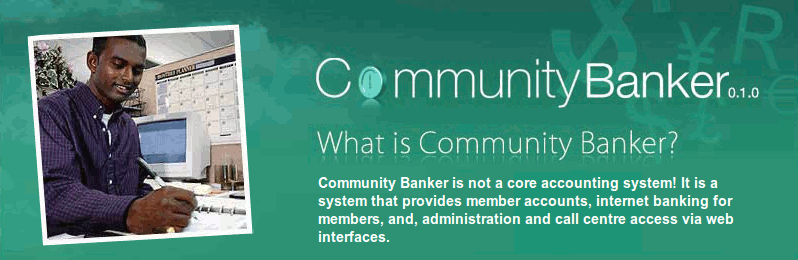 CommunityBanker 0.1.0
What is Community Banker?
Community Banker is not a core accounting system! It is a
system that provides member accounts, internet banking for
members, and, administration and call centre access via web
interfaces.